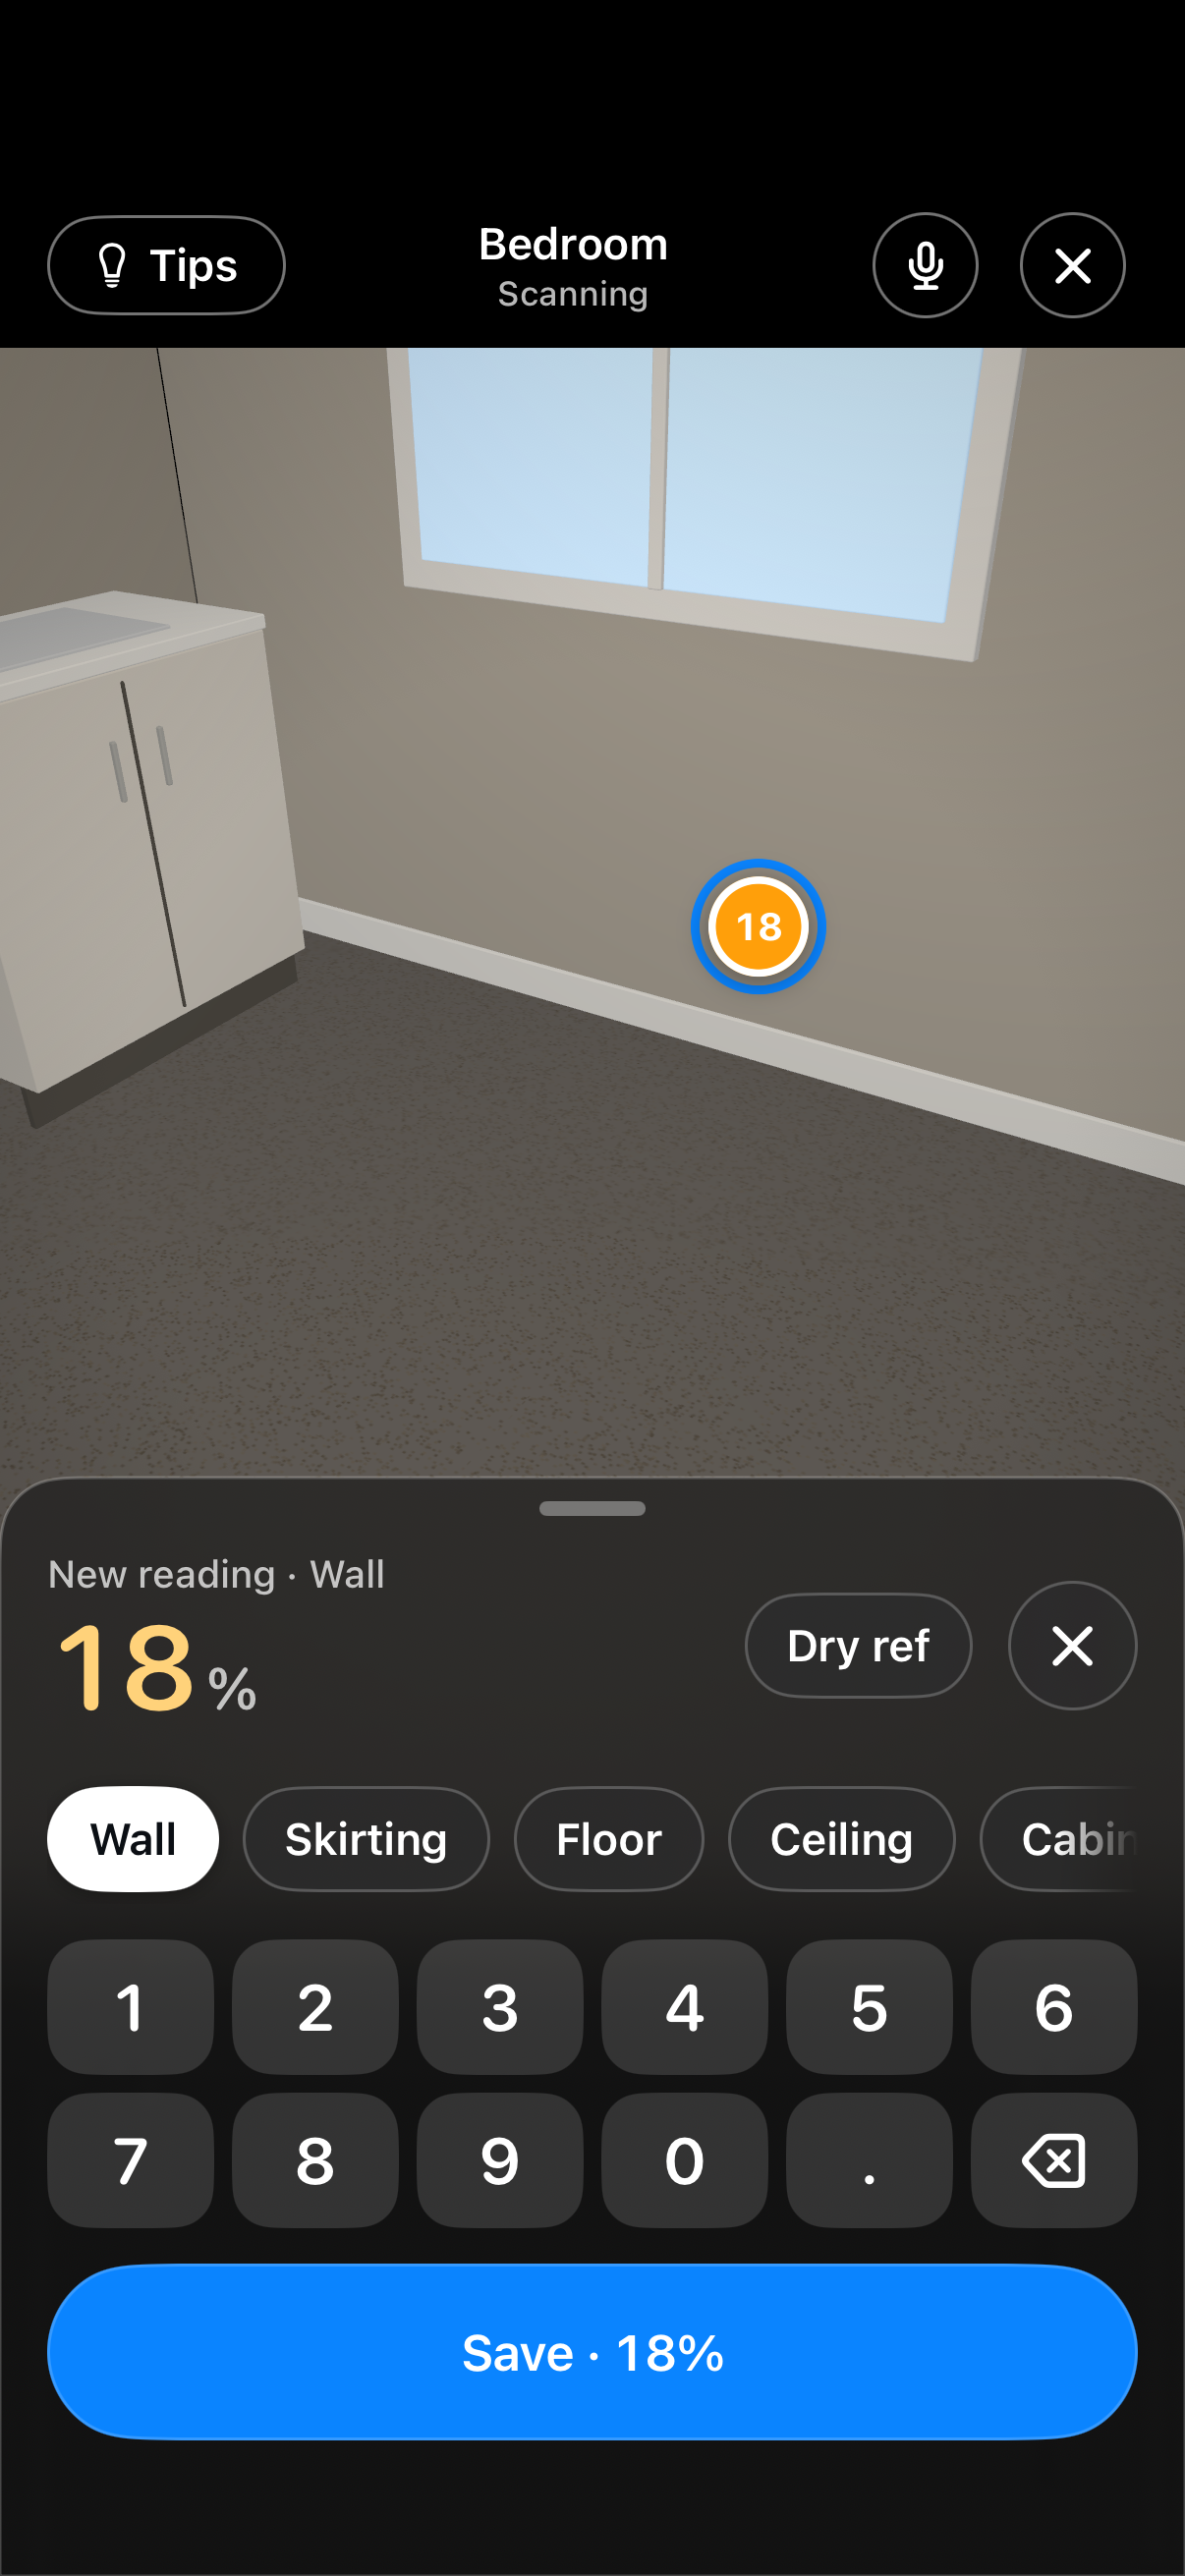 Tips
Bedroom
Scanning
18
New reading · Wall
18 %
Dry ref
Wall Skirting Floor Ceiling Cabin
1 2 3 4 5 6
7 8 9 0 .
Save · 18%